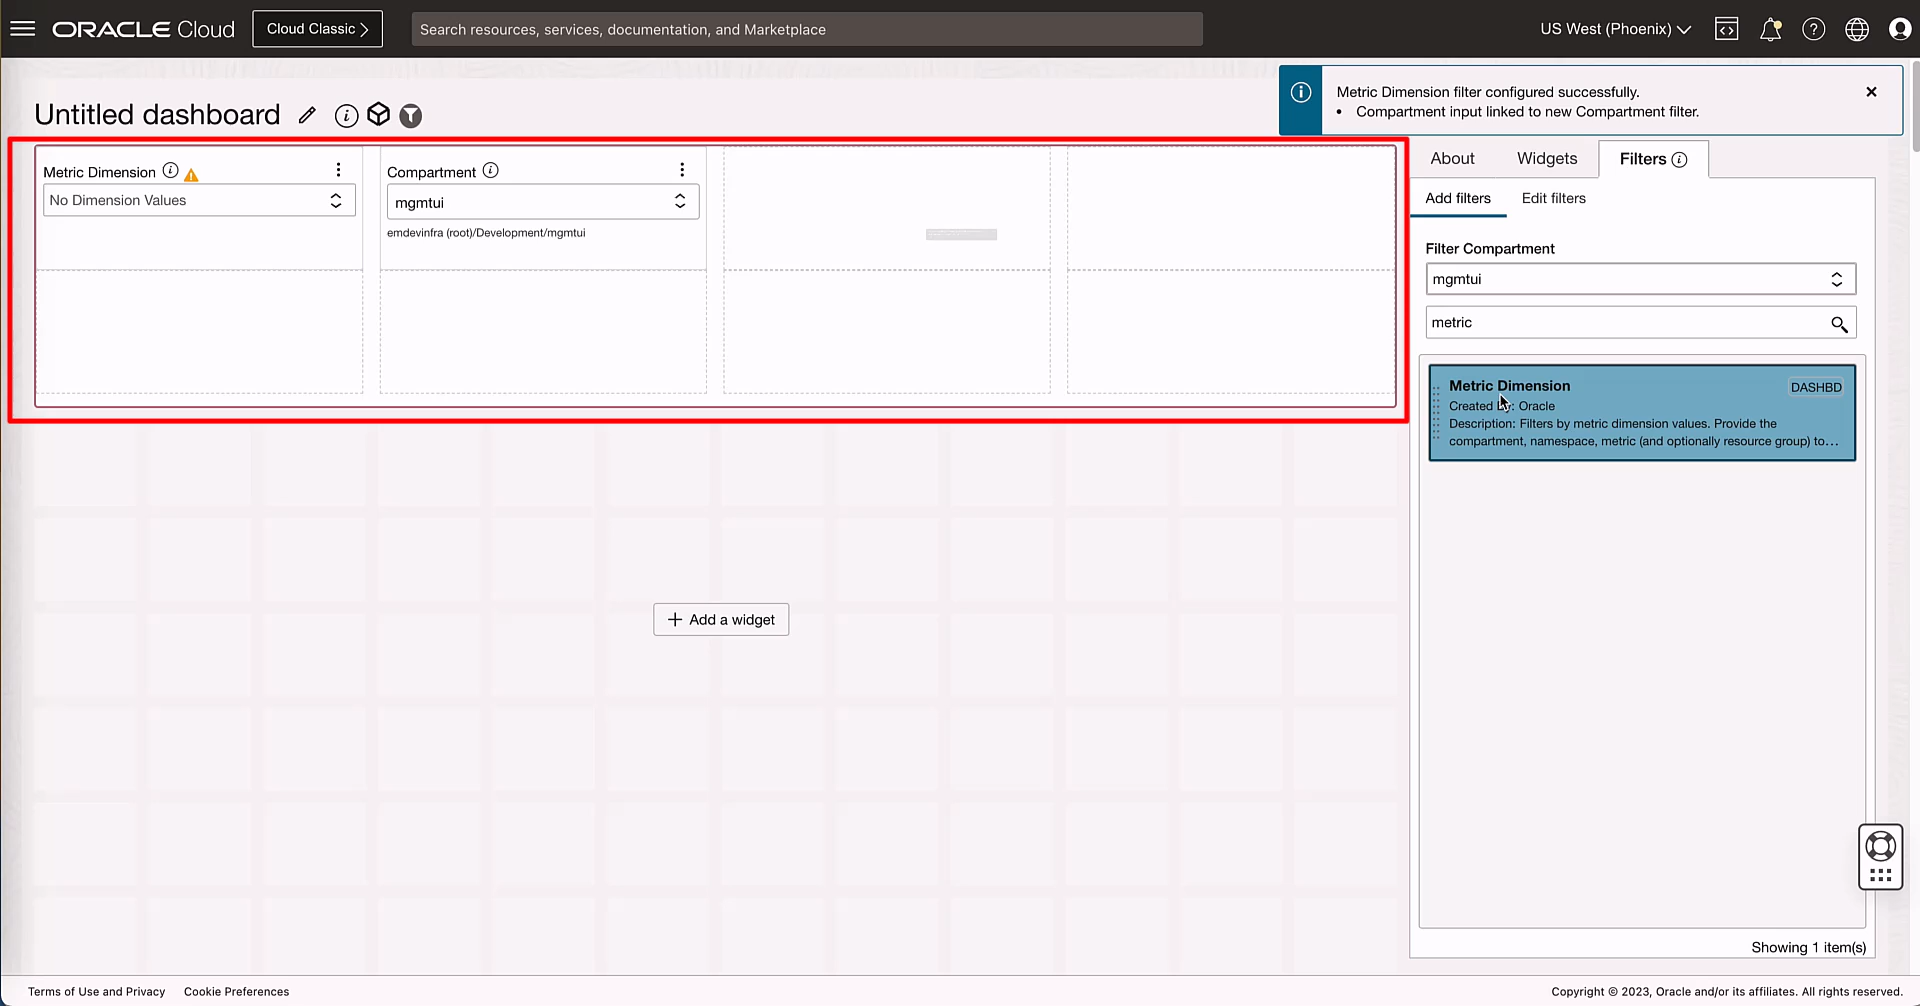 ORACLE Cloud
Cloud Classic
Search resources, services, documentation, and Marketplace
US West (Phoenix)
Untitled dashboard
Metric Dimension filter configured successfully.
• Compartment input linked to new Compartment filter.
Metric Dimension
No Dimension Values
Compartment
mgmtui
emdevinfra (root)/Development/mgmtui
About
Widgets
Filters
Add filters
Edit filters
Filter Compartment
mgmtui
metric
Metric Dimension
DASHBD
Created By: Oracle
Description: Filters by metric dimension values. Provide the
compartment, namespace, metric (and optionally resource group) to...
+ Add a widget
Showing 1 item(s)
Terms of Use and Privacy
Cookie Preferences
Copyright © 2023, Oracle and/or its affiliates. All rights reserved.